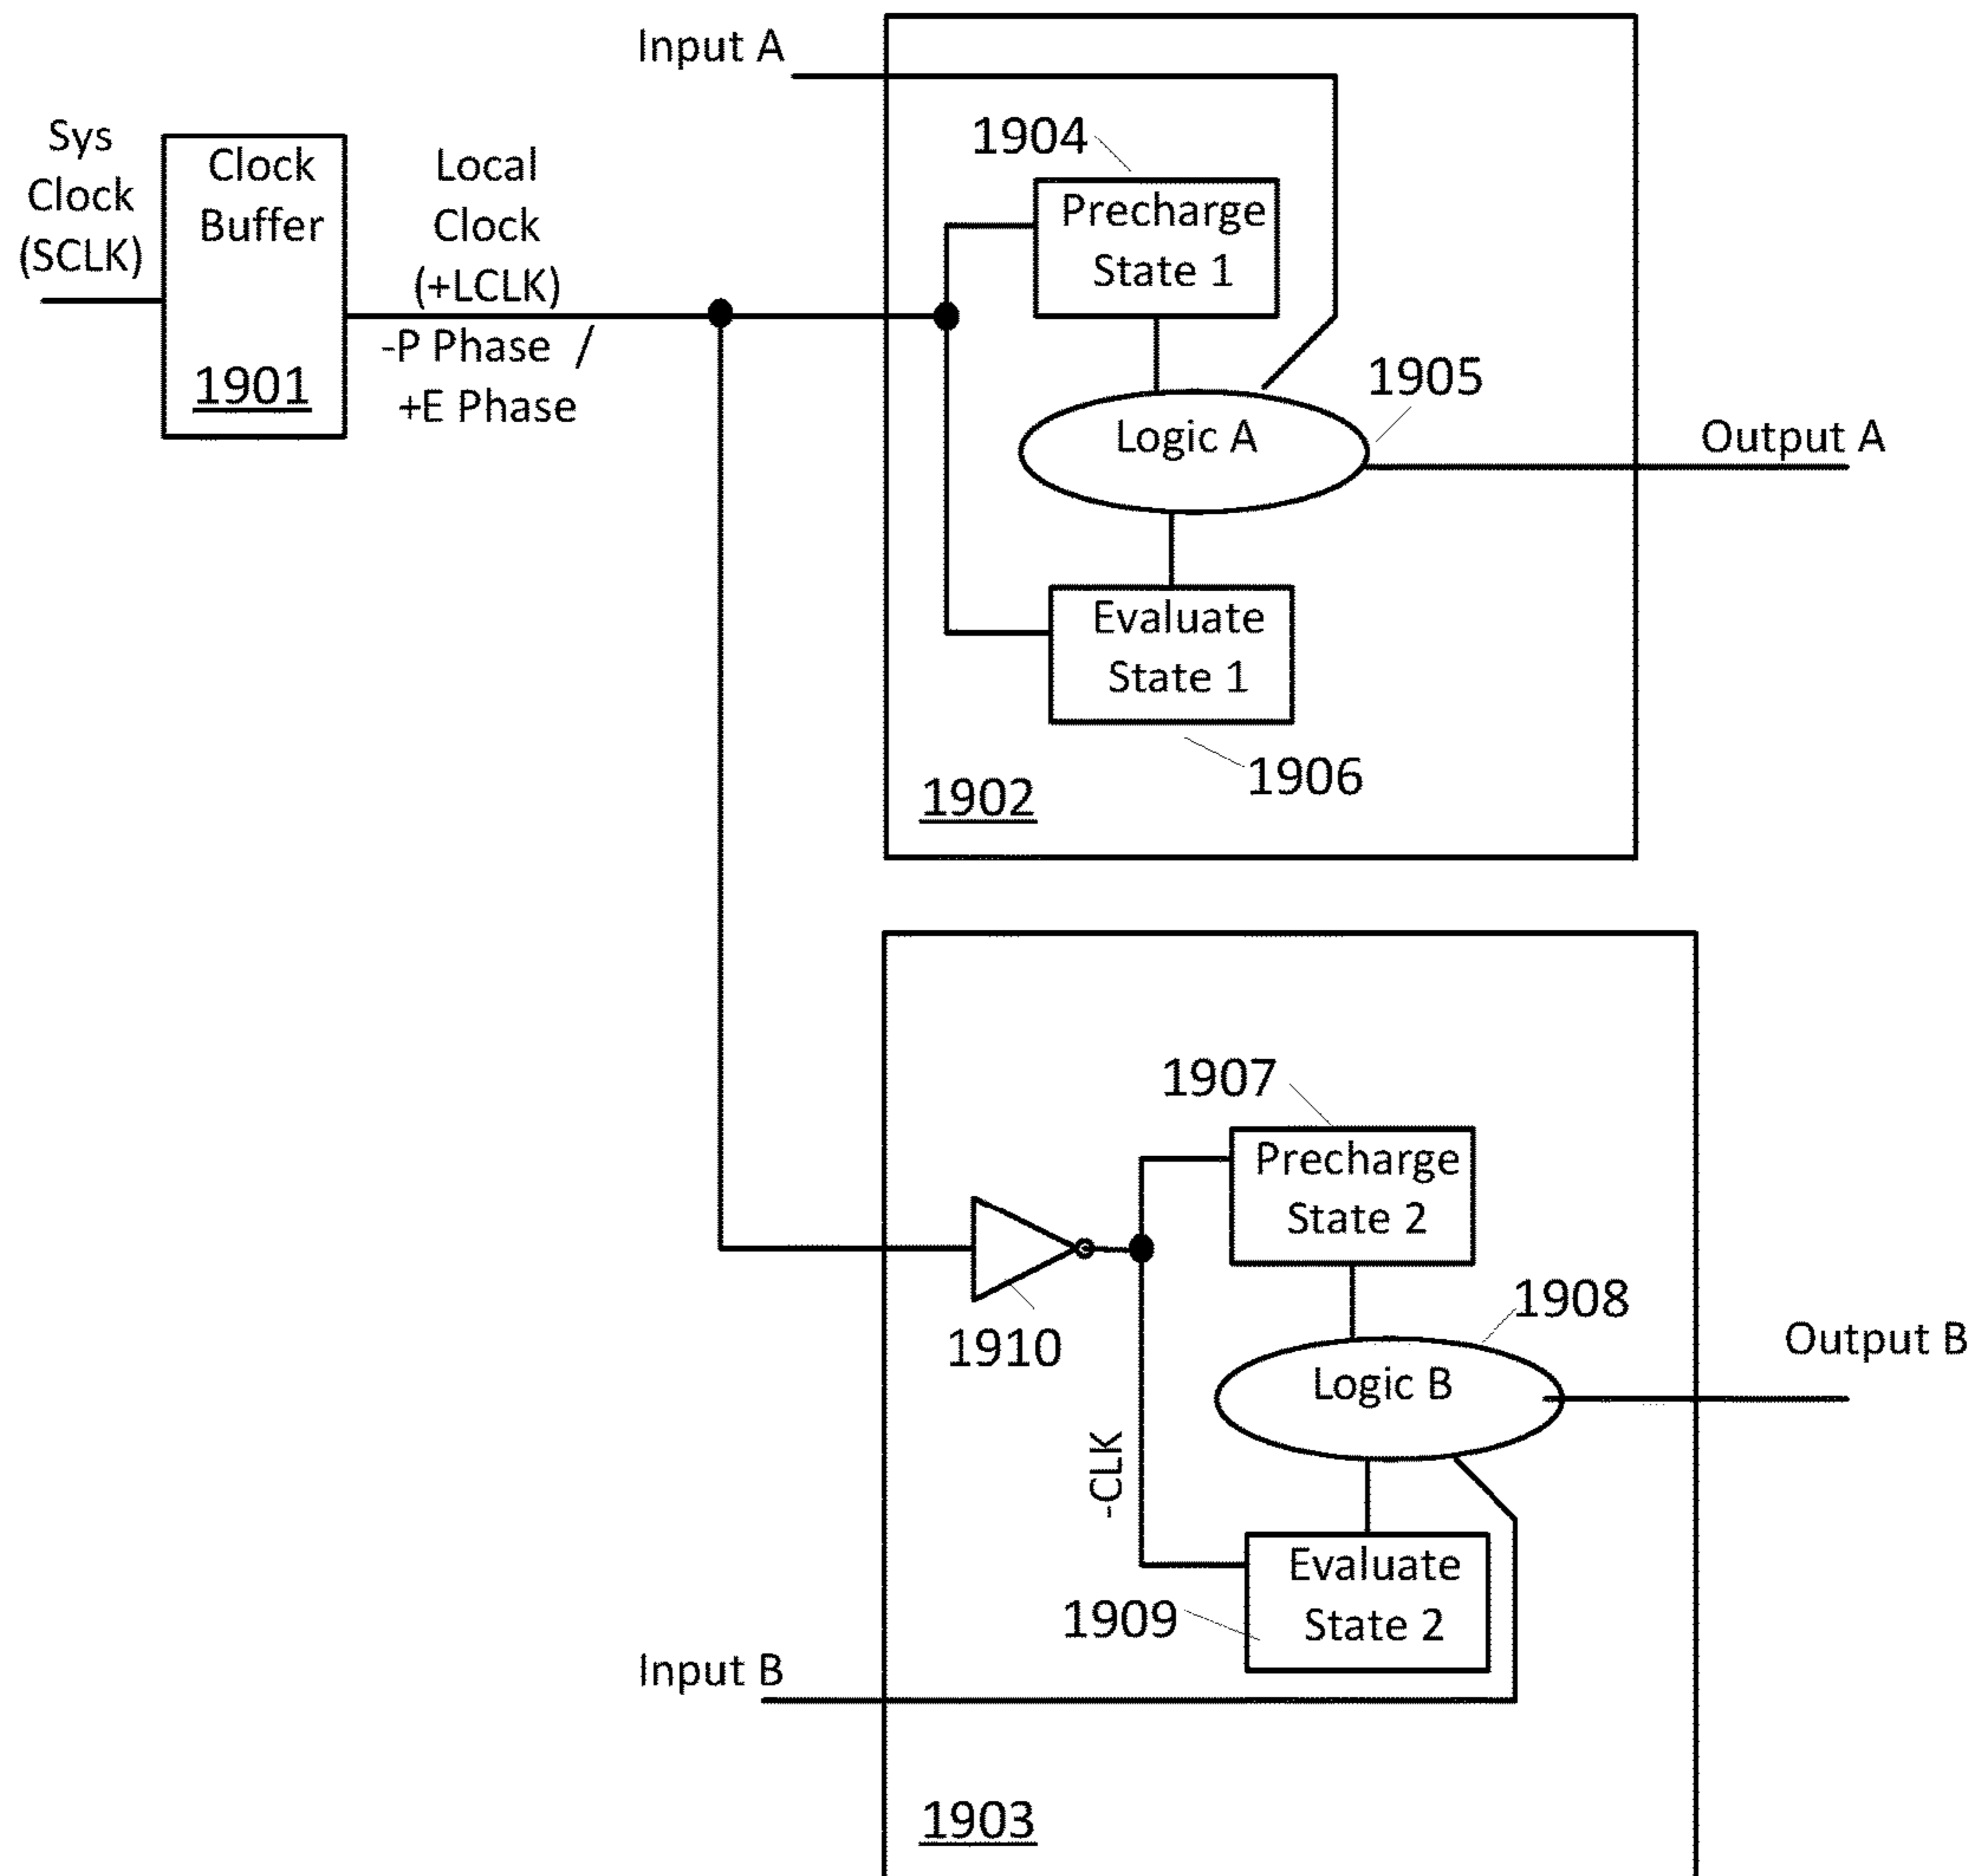 Input A
Sys
Clock
(SCLK)
Clock
Buffer
1901
Local
Clock
(+LCLK)
-P Phase /
+E Phase
1904
Precharge
State 1
1905
Logic A
Output A
Evaluate
State 1
1906
1902
1907
Precharge
State 2
1910
1908
Logic B
Output B
-CLK
Evaluate
State 2
1909
Input B
1903